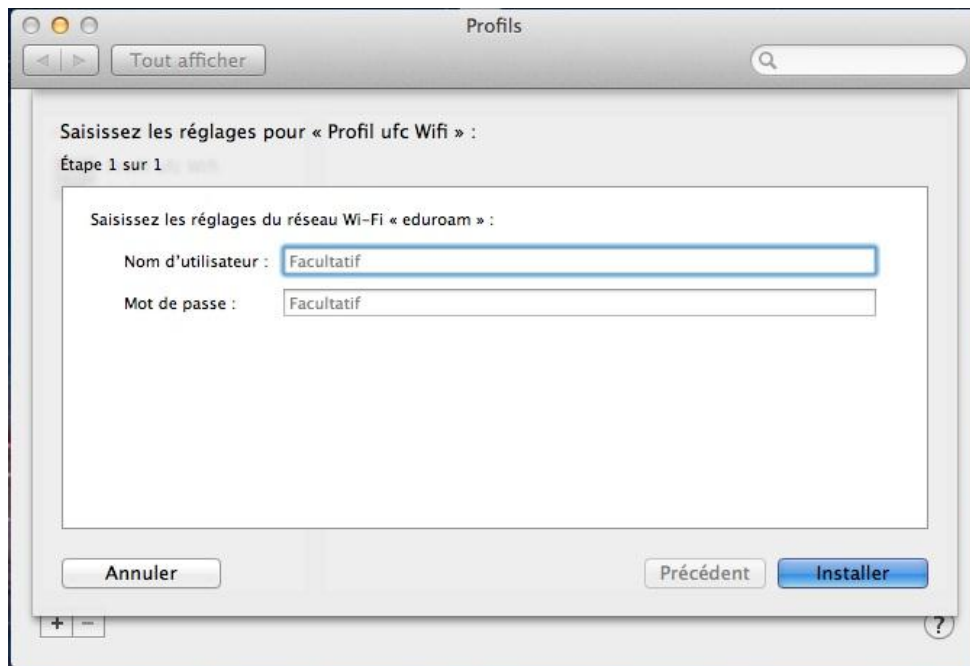 Profils
Tout afficher
Saisissez les réglages pour « Profil ufc Wifi » :
Étape 1 sur 1
Saisissez les réglages du réseau Wi-Fi « eduroam » :
Nom d'utilisateur : Facultatif
Mot de passe : Facultatif
Annuler Précédent Installer
+ − ?